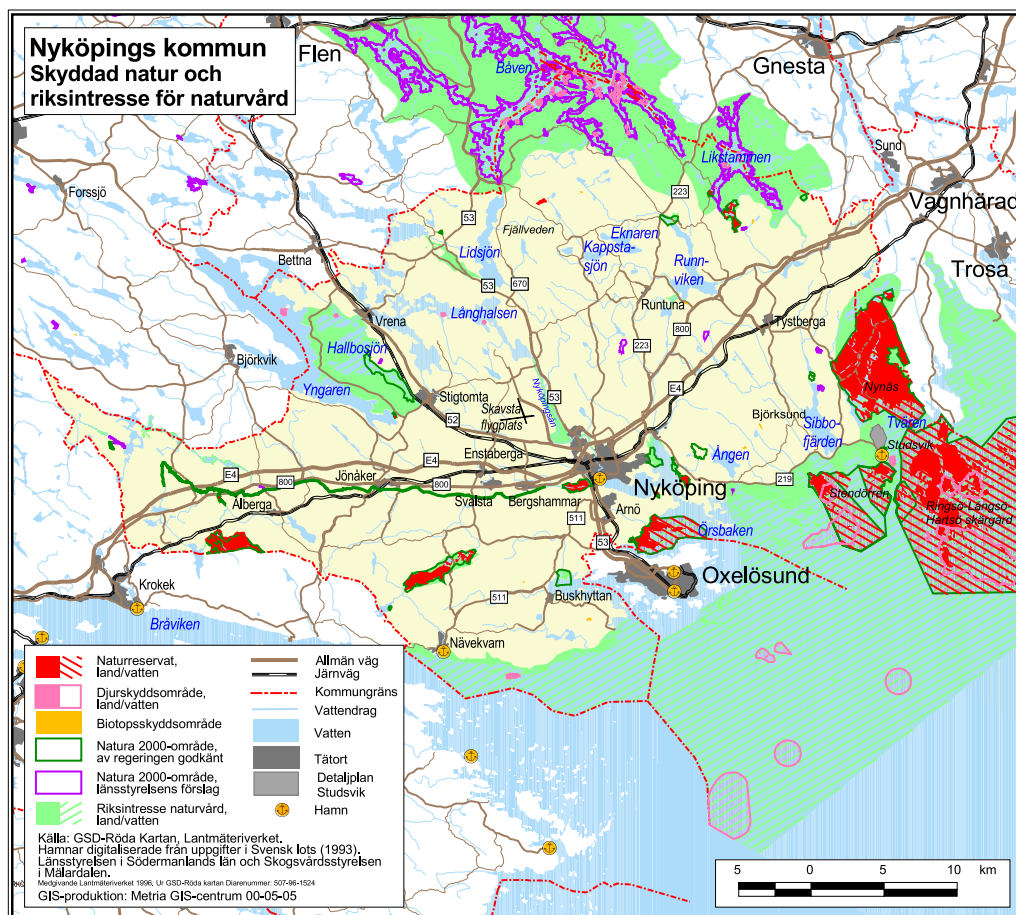 Nyköpings kommun
Skyddad natur och
riksintresse för naturvård
Flen
Gnesta
Båven
Sund
Likstammen
Forssjö
223
Vagnhärad
53
Fjällveden
Eknaren
Kappsta-
sjön
Lidsjön
Bettna
Runn-
viken
Trosa
53
670
Runtuna
Långhalsen
Vrena
800
Tystberga
Hallbosjön
223
Björkvik
Yngaren
Stigtomta
Nyköpingsån
53
E4
Nynäs
Skavsta
flygplats
Björksund
Sibbo-
fjärden
Tvären
52
Studsvik
Enstaberga
Ången
E4
E4
Jönåker
800
800
219
Nyköping
Stendörren
Ålberga
Svalsta
Bergshammar
Ringsö-Långsö
Hartsö skärgård
Arnö
511
Örsbaken
53
Oxelösund
Krokek
Buskhyttan
511
Bråviken
Nävekvarn
Naturreservat,
land/vatten
Djurskyddsområde,
land/vatten
Biotopsskyddsområde
Natura 2000-område,
av regeringen godkänt
Natura 2000-område,
länsstyrelsens förslag
Riksintresse naturvård,
land/vatten
Allmän väg
Järnväg
Kommungräns
Vattendrag
Vatten
Tätort
Detaljplan
Studsvik
Hamn
Källa: GSD-Röda Kartan, Lantmäteriverket.
Hamnar digitaliserade från uppgifter i Svensk lots (1993).
Länsstyrelsen i Södermanlands län och Skogsvårdsstyrelsen
i Mälardalen.
Medgivande Lantmäteriverket 1996, Ur GSD-Röda kartan Diarenummer: 507-96-1524
GIS-produktion: Metria GIS-centrum 00-05-05
5 0 5 10 km